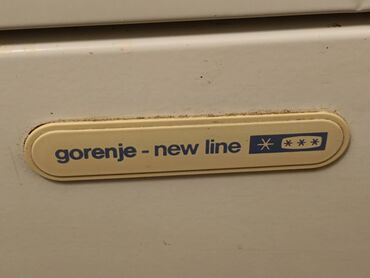 gorenje - new line * ***